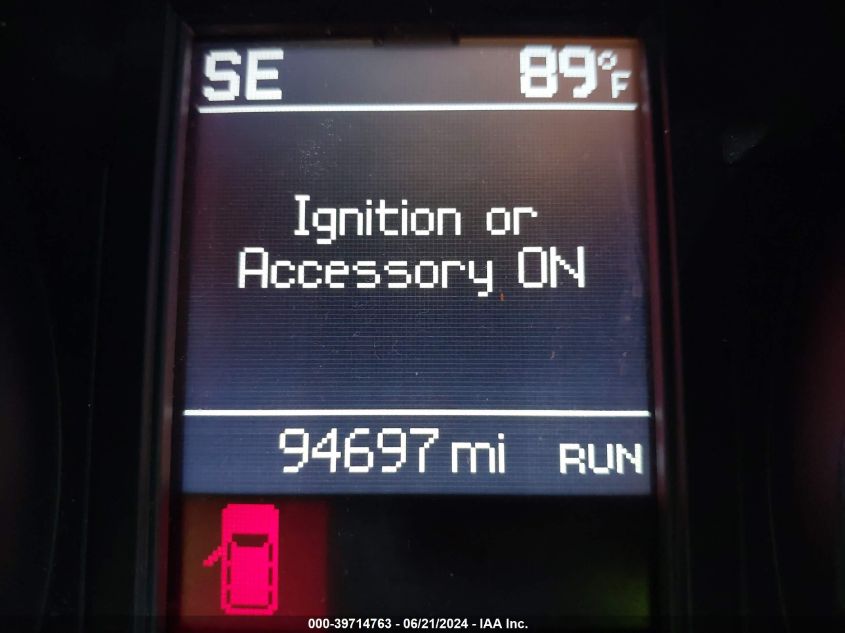 SE 89°F
Ignition or
Accessory ON
94697 mi RUN
000-39714763 - 06/21/2024 - IAA Inc.